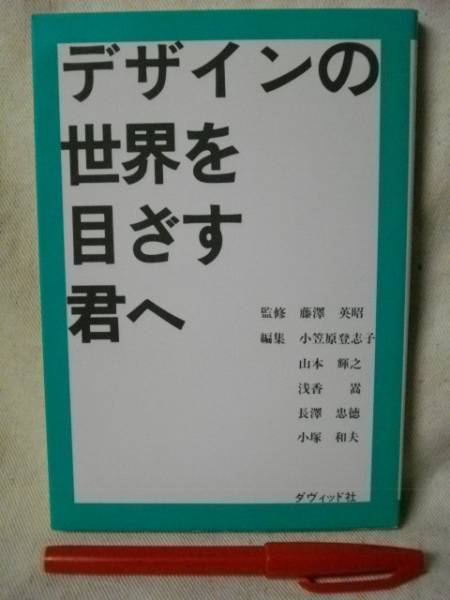 デザインの
世界を
目ざす
君へ
監修 藤澤 英昭
編集 小笠原登志子
山本 輝之
浅香 嵩
長澤 忠徳
小塚 和夫
ダヴィッド社